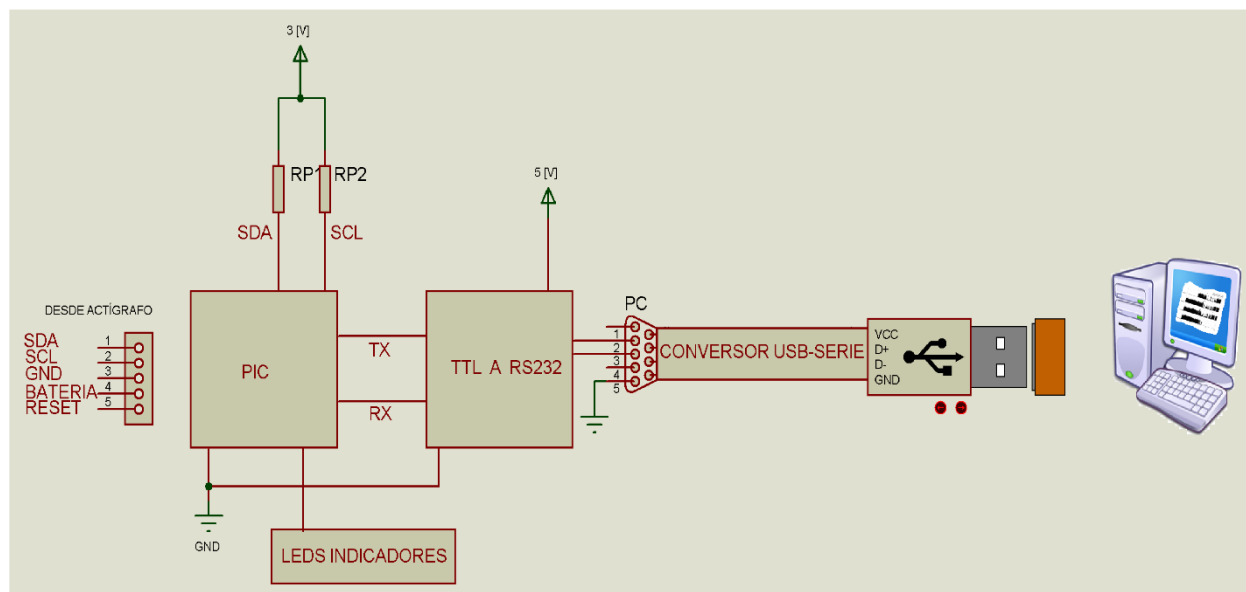 3 [V]
RP1
RP2
5 [V]
SDA
SCL
DESDE ACTÍGRAFO
SDA
1
SCL
2
GND
3
BATERIA
4
RESET
5
PIC
TX
RX
TTL A RS232
PC
1
2
3
4
5
CONVERSOR USB-SERIE
VCC
D+
D-
GND
GND
LEDS INDICADORES